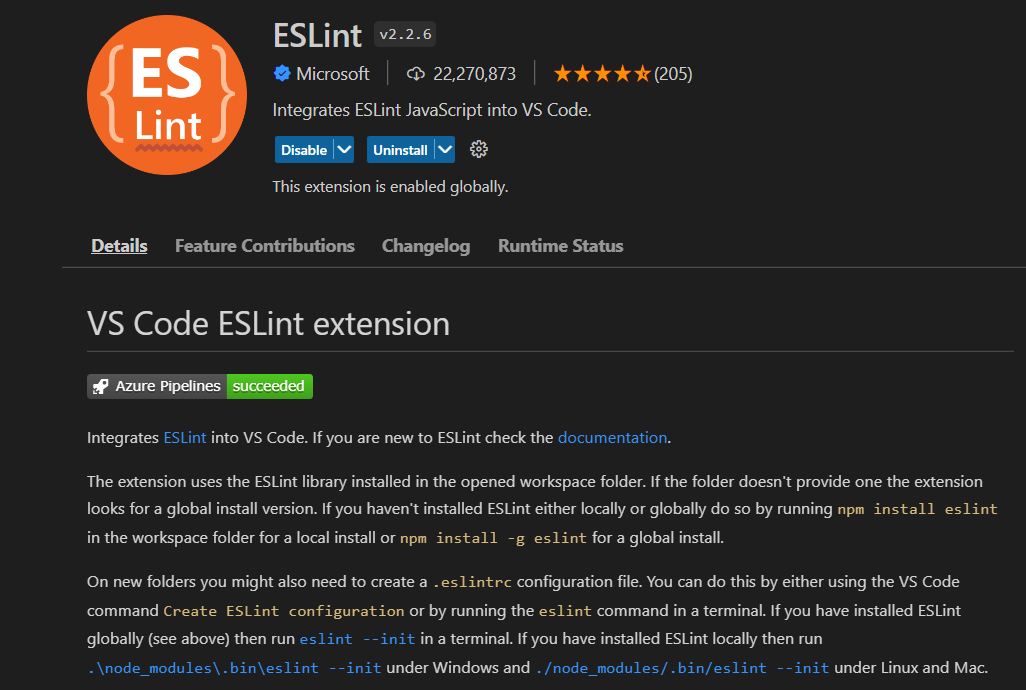 ES
Lint
ESLint v2.2.6
Microsoft 22,270,873 (205)
Integrates ESLint JavaScript into VS Code.
Disable Uninstall
This extension is enabled globally.
Details Feature Contributions Changelog Runtime Status
VS Code ESLint extension
Azure Pipelines succeeded
Integrates ESLint into VS Code. If you are new to ESLint check the documentation.
The extension uses the ESLint library installed in the opened workspace folder. If the folder doesn't provide one the extension
looks for a global install version. If you haven't installed ESLint either locally or globally do so by running npm install eslint
in the workspace folder for a local install or npm install -g eslint for a global install.
On new folders you might also need to create a .eslintrc configuration file. You can do this by either using the VS Code
command Create ESLint configuration or by running the eslint command in a terminal. If you have installed ESLint
globally (see above) then run eslint --init in a terminal. If you have installed ESLint locally then run
.\node_modules\.bin\eslint --init under Windows and ./node_modules/.bin/eslint --init under Linux and Mac.